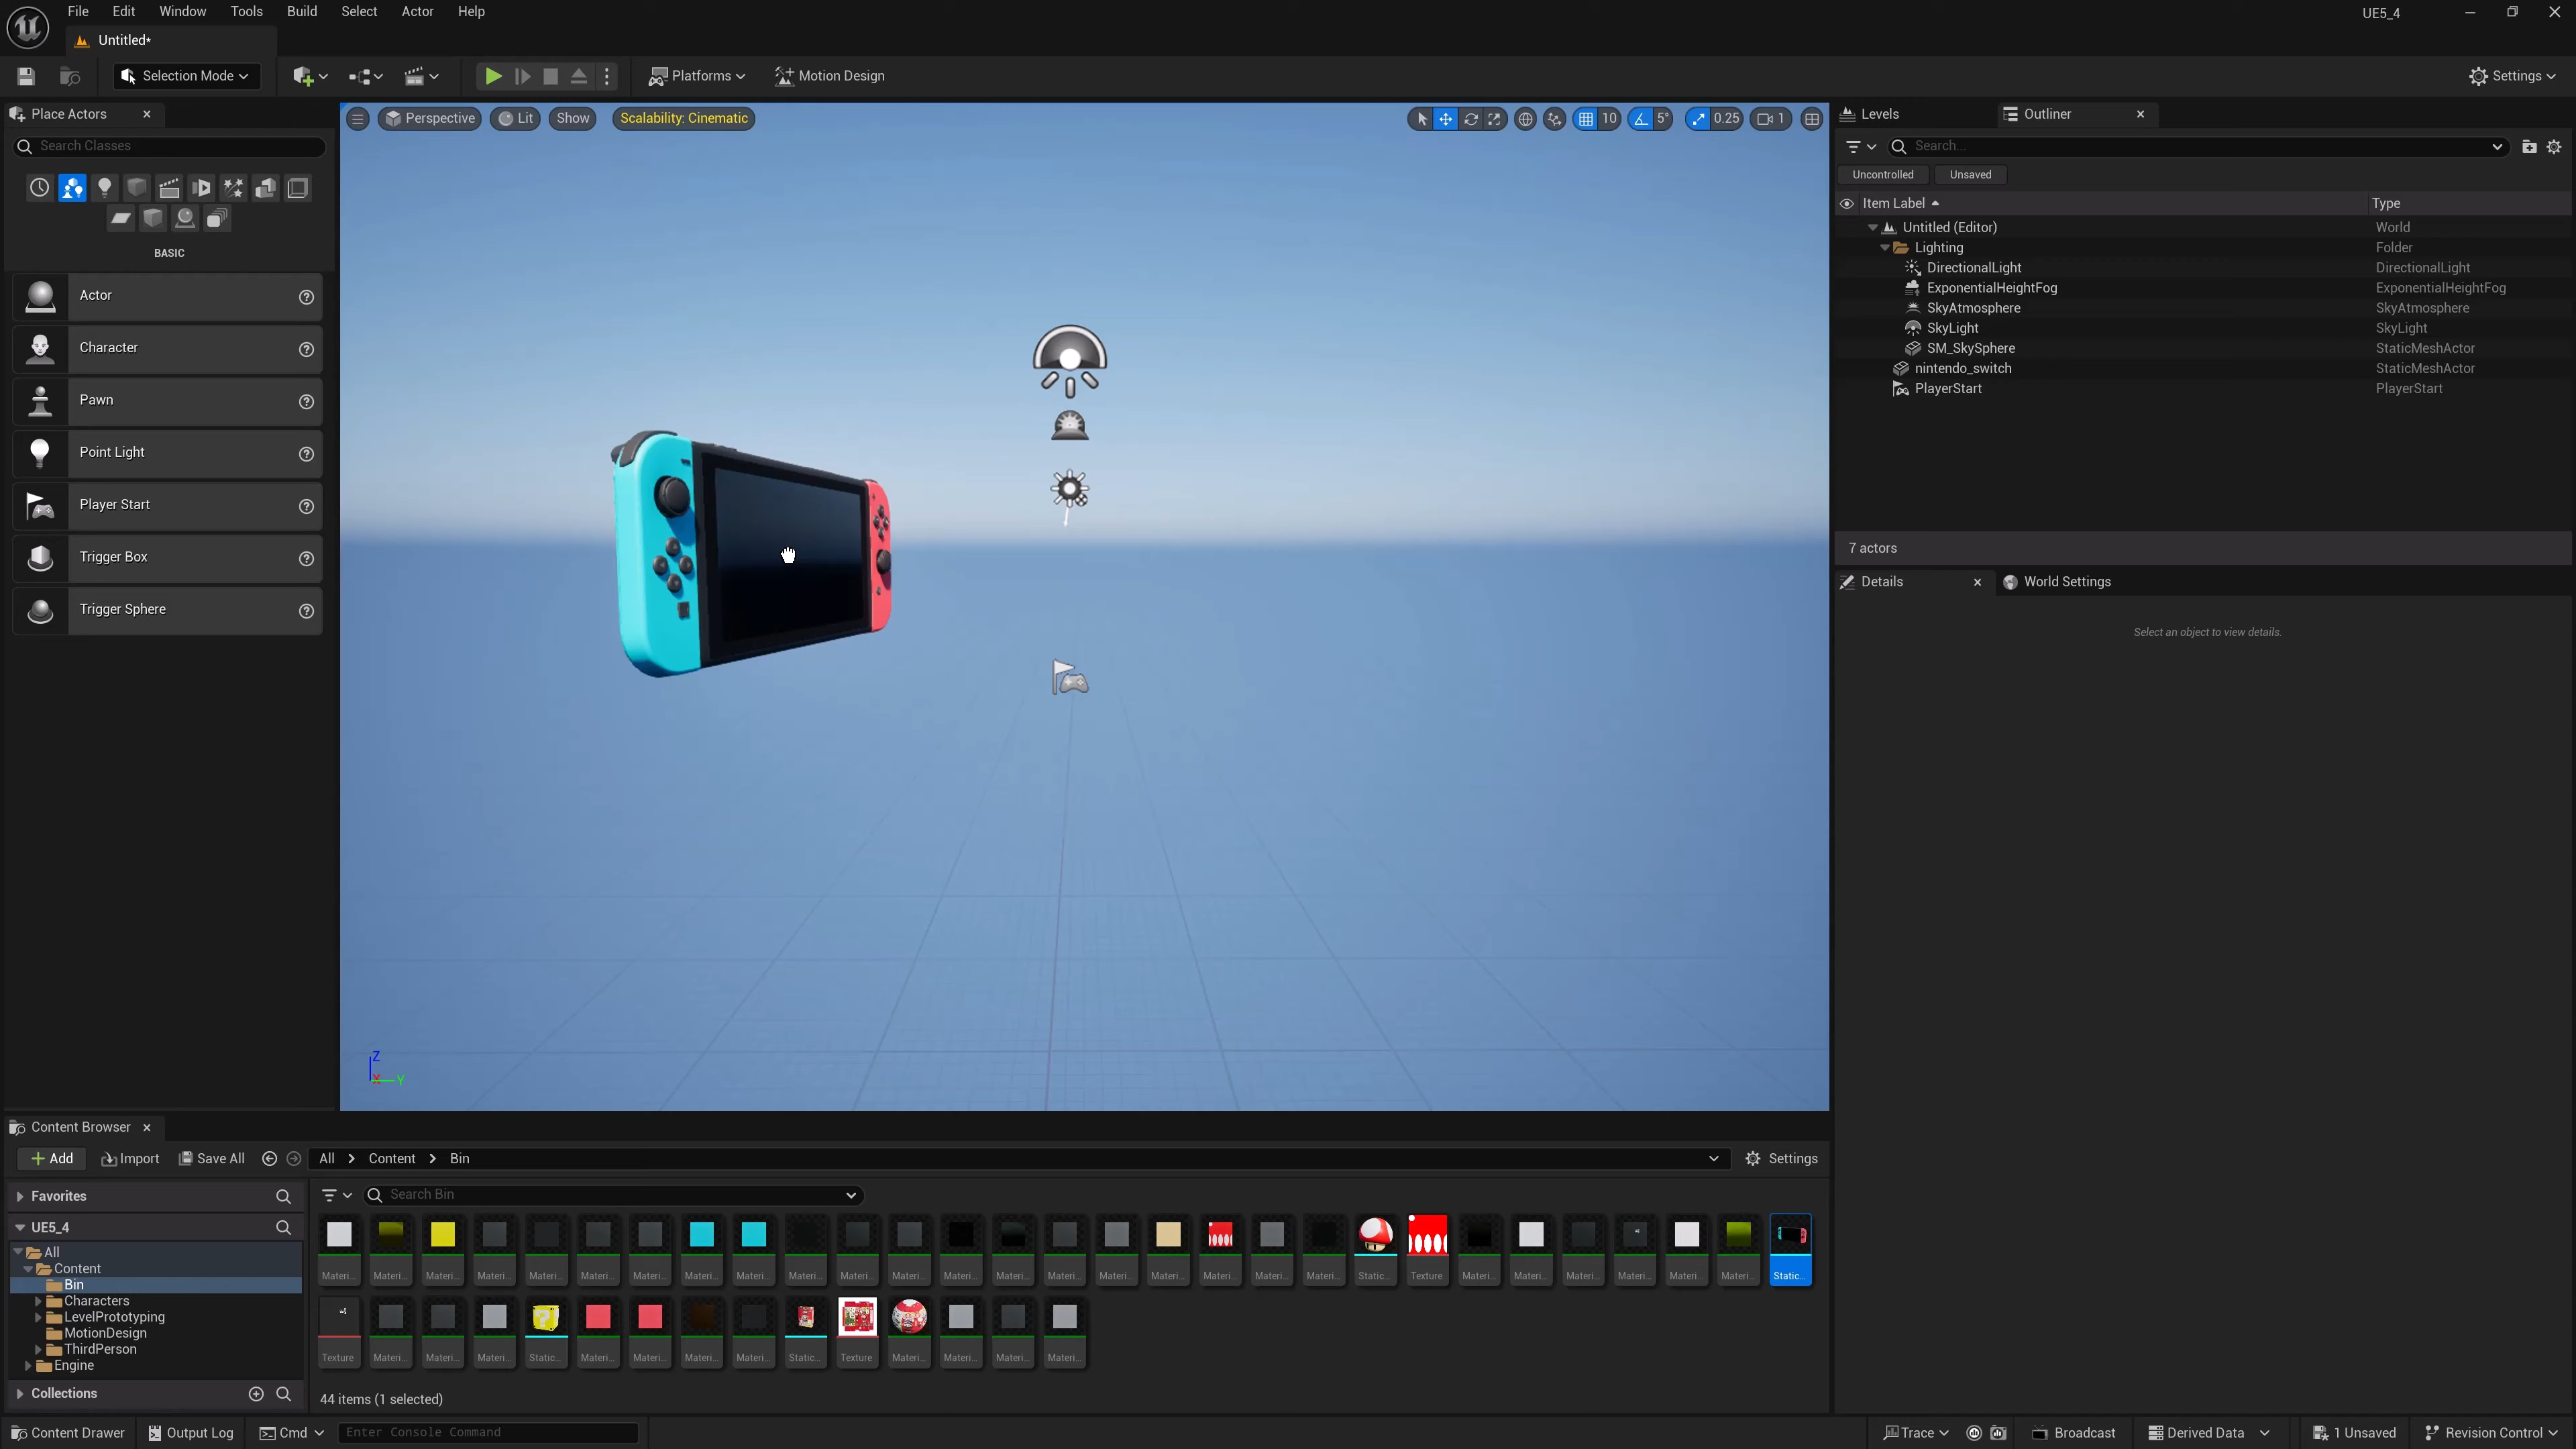 File Edit Window Tools Build Select Actor Help
UE5_4
Untitled*
Selection Mode
Platforms
Motion Design
Settings
Place Actors
Search Classes
BASIC
Actor
Character
Pawn
Point Light
Player Start
Trigger Box
Trigger Sphere
Perspective
Lit
Show
Scalability: Cinematic
10
5°
0.25
1
Levels
Outliner
Search...
Uncontrolled
Unsaved
Item Label Type
Untitled (Editor) World
Lighting Folder
DirectionalLight DirectionalLight
ExponentialHeightFog ExponentialHeightFog
SkyAtmosphere SkyAtmosphere
SkyLight SkyLight
SM_SkySphere StaticMeshActor
nintendo_switch StaticMeshActor
PlayerStart PlayerStart
7 actors
Details
World Settings
Select an object to view details.
Z
X
Y
Content Browser
Add
Import
Save All
All > Content > Bin
Settings
Favorites
UE5_4
All
Content
Bin
Characters
LevelPrototyping
MotionDesign
ThirdPerson
Engine
Collections
Search Bin
Materi... Materi... Materi... Materi... Materi... Materi... Materi... Materi... Materi... Materi... Materi... Materi... Materi... Materi... Materi... Materi... Materi... Materi... Materi... Materi... Static... Texture Materi... Materi... Materi... Materi... Materi... Materi... Static...
Texture Materi... Materi... Materi... Static... Materi... Materi... Materi... Materi... Static... Texture Materi... Materi... Materi... Materi...
44 items (1 selected)
Content Drawer
Output Log
Cmd
Enter Console Command
Trace
Broadcast
Derived Data
1 Unsaved
Revision Control